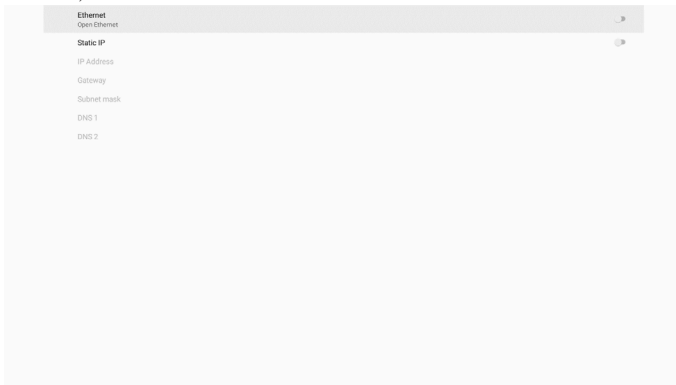 Ethernet
Open Ethernet
Static IP
IP Address
Gateway
Subnet mask
DNS 1
DNS 2